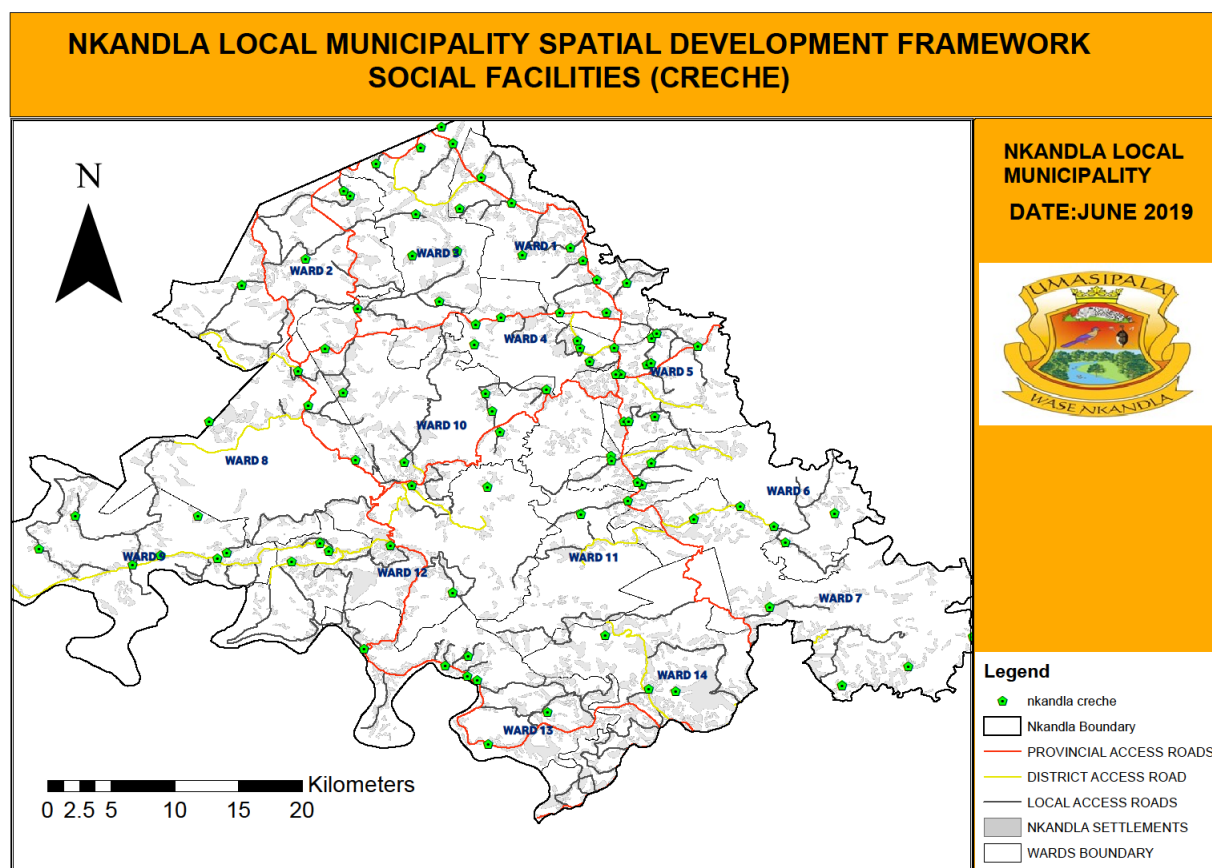 NKANDLA LOCAL MUNICIPALITY SPATIAL DEVELOPMENT FRAMEWORK
SOCIAL FACILITIES (CRECHE)
NKANDLA LOCAL
MUNICIPALITY
DATE:JUNE 2019
UMASIPALA
WASE NKANDLA
N
WARD 1
WARD 3
WARD 2
WARD 4
WARD 5
WARD 10
WARD 8
WARD 6
WARD 9
WARD 11
WARD 12
WARD 7
WARD 14
WARD 13
Kilometers
0 2.5 5 10 15 20
Legend
nkandla creche
Nkandla Boundary
PROVINCIAL ACCESS ROADS
DISTRICT ACCESS ROAD
LOCAL ACCESS ROADS
NKANDLA SETTLEMENTS
WARDS BOUNDARY